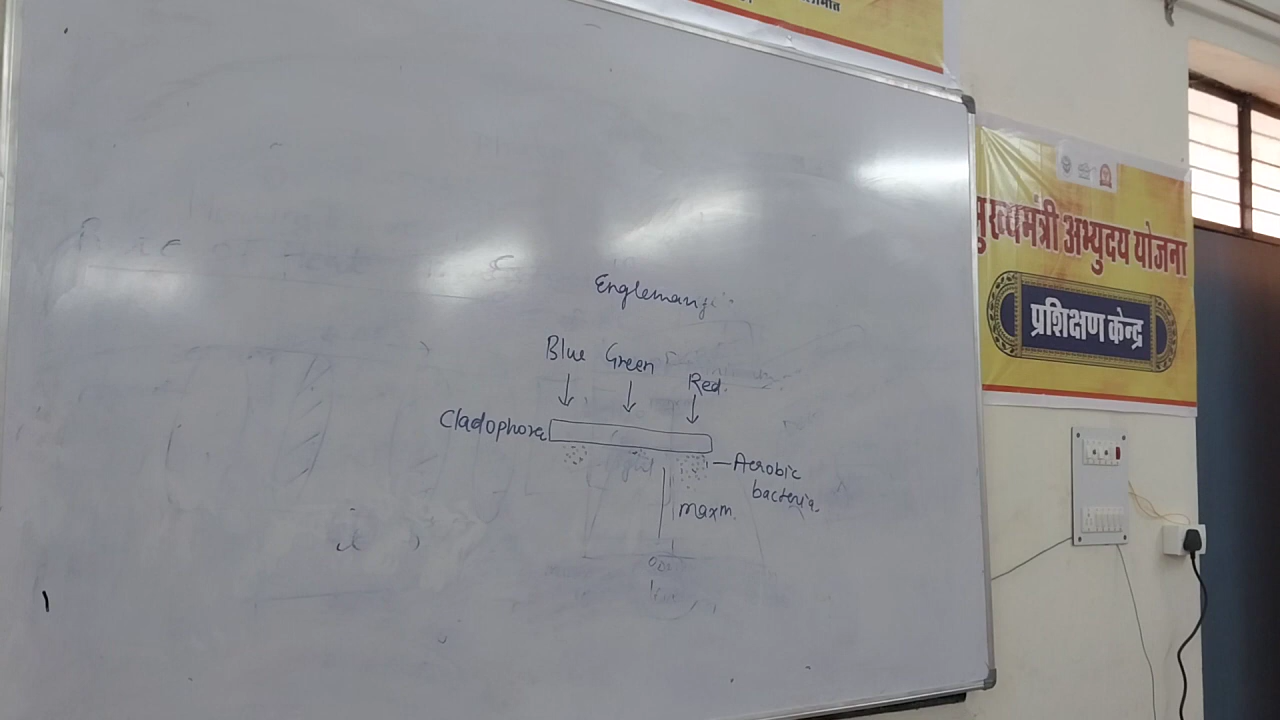 Englemann:-
Blue Green
Red.
Cladophora
Aerobic
bacteria.
maxm.
मुख्यमंत्री अभ्युदय योजना
प्रशिक्षण केन्द्र